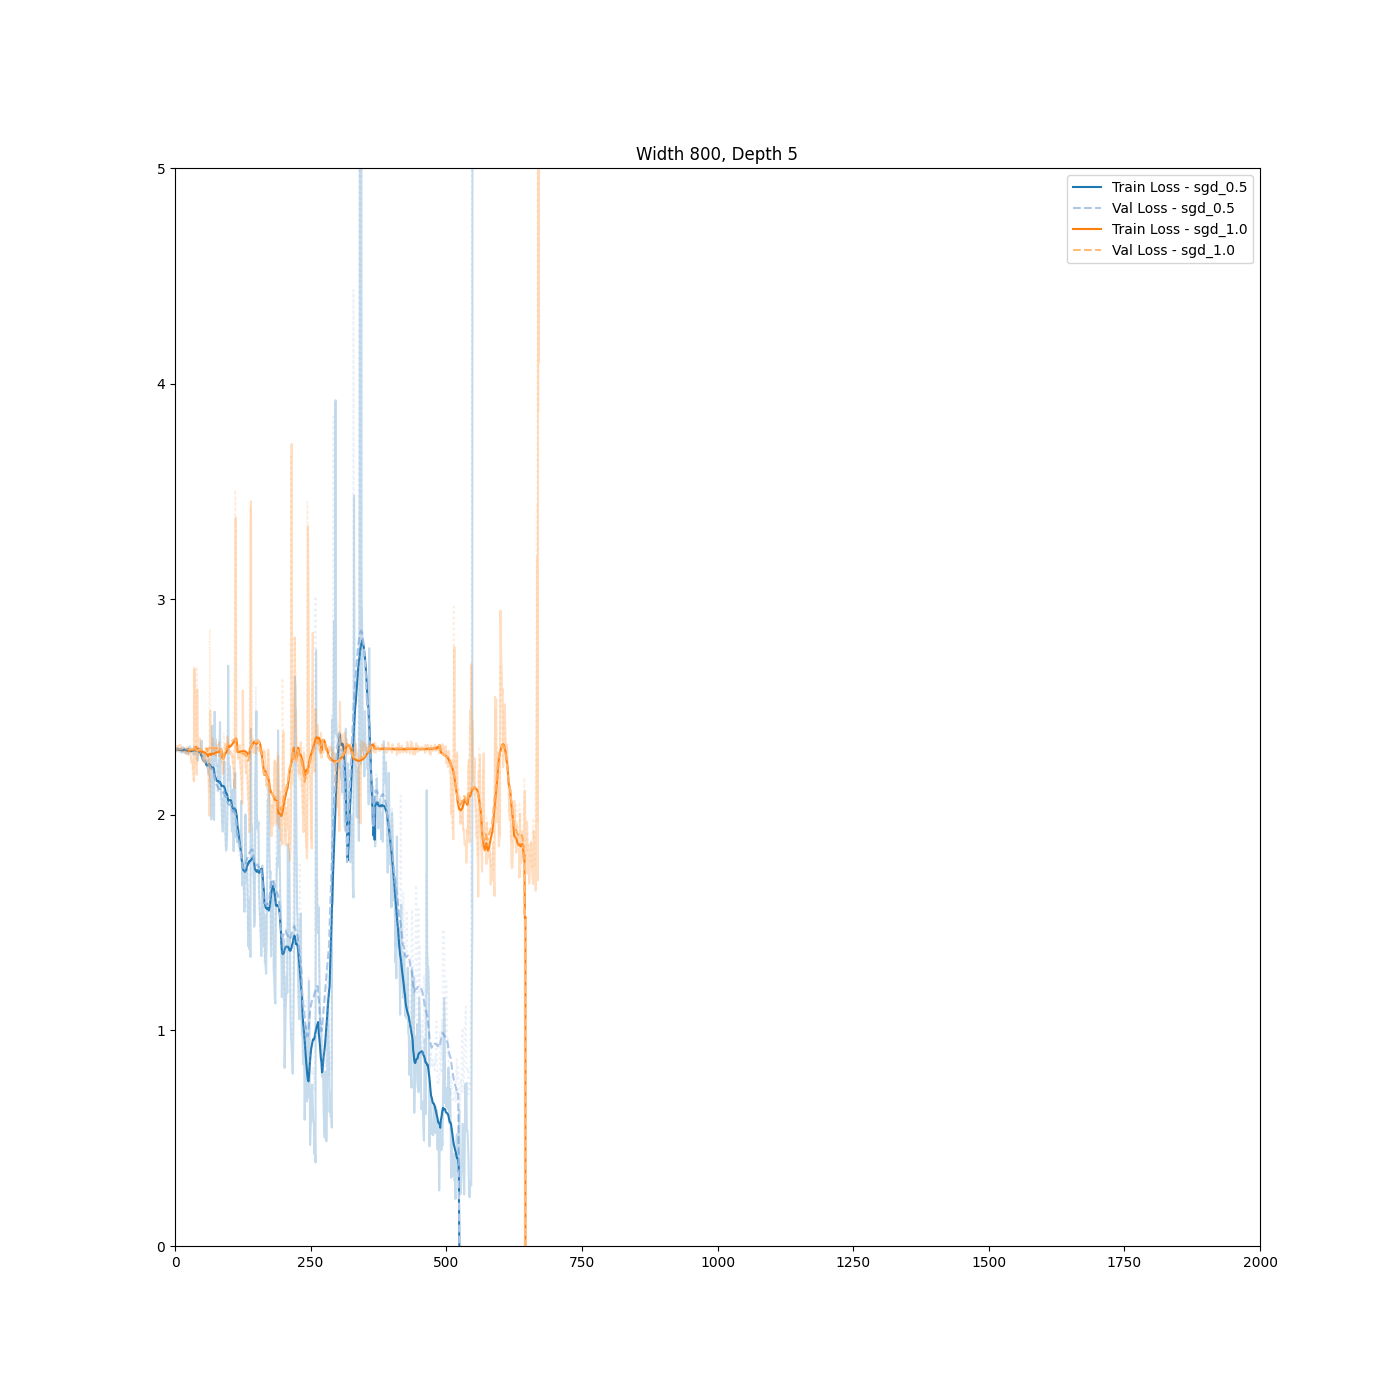 Width 800, Depth 5
5
4
3
2
1
0
0 250 500 750 1000 1250 1500 1750 2000
Train Loss - sgd_0.5
Val Loss - sgd_0.5
Train Loss - sgd_1.0
Val Loss - sgd_1.0